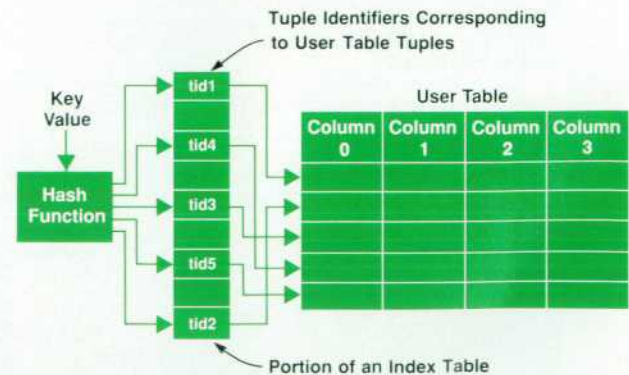 Tuple Identifiers Corresponding
to User Table Tuples
Key
Value
Hash
Function
tid1
tid4
tid3
tid5
tid2
User Table
Column
0
Column
1
Column
2
Column
3
Portion of an Index Table